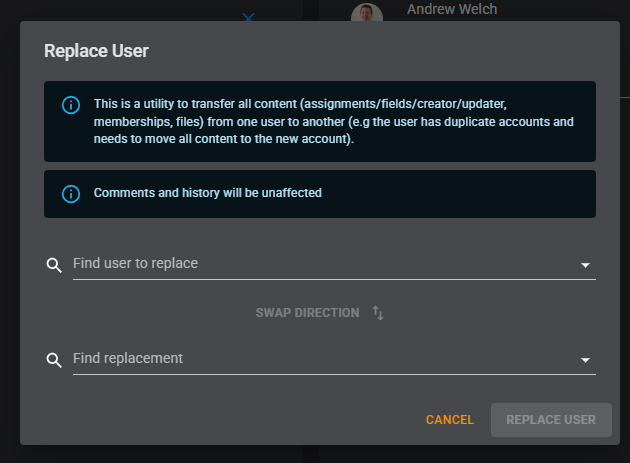 Andrew Welch
Replace User
This is a utility to transfer all content (assignments/fields/creator/updater,
memberships, files) from one user to another (e.g the user has duplicate accounts and
needs to move all content to the new account).
Comments and history will be unaffected
Find user to replace
SWAP DIRECTION
Find replacement
CANCEL
REPLACE USER